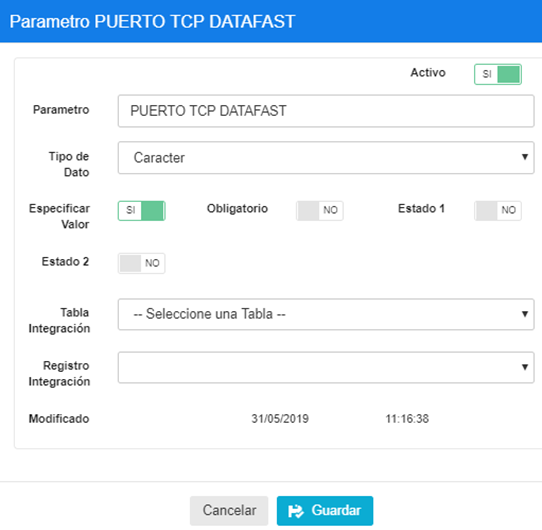 Parametro PUERTO TCP DATAFAST
Activo SI
Parametro PUERTO TCP DATAFAST
Tipo de Dato Caracter
Especificar Valor SI Obligatorio NO Estado 1 NO
Estado 2 NO
Tabla Integración -- Seleccione una Tabla --
Registro Integración
Modificado 31/05/2019 11:16:38
Cancelar Guardar